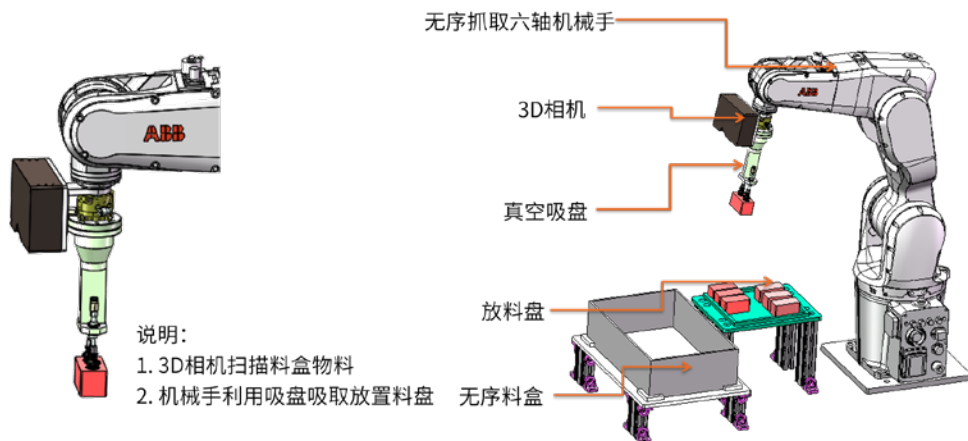 无序抓取六轴机械手
ABB
ABB
3D相机
真空吸盘
放料盘
说明：
1. 3D相机扫描料盒物料
2. 机械手利用吸盘吸取放置料盘
无序料盒